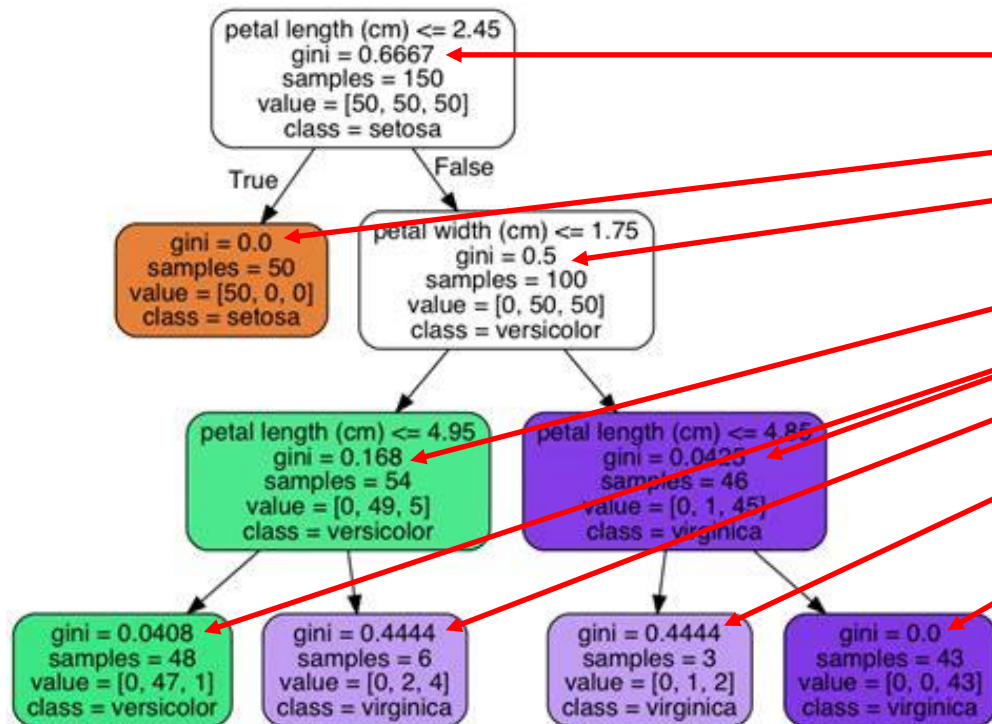 petal length (cm) <= 2.45
gini = 0.6667
samples = 150
value = [50, 50, 50]
class = setosa
True
False
gini = 0.0
samples = 50
value = [50, 0, 0]
class = setosa
petal width (cm) <= 1.75
gini = 0.5
samples = 100
value = [0, 50, 50]
class = versicolor
petal length (cm) <= 4.95
gini = 0.168
samples = 54
value = [0, 49, 5]
class = versicolor
petal length (cm) <= 4.85
gini = 0.0425
samples = 46
value = [0, 1, 45]
class = virginica
gini = 0.0408
samples = 48
value = [0, 47, 1]
class = versicolor
gini = 0.4444
samples = 6
value = [0, 2, 4]
class = virginica
gini = 0.4444
samples = 3
value = [0, 1, 2]
class = virginica
gini = 0.0
samples = 43
value = [0, 0, 43]
class = virginica